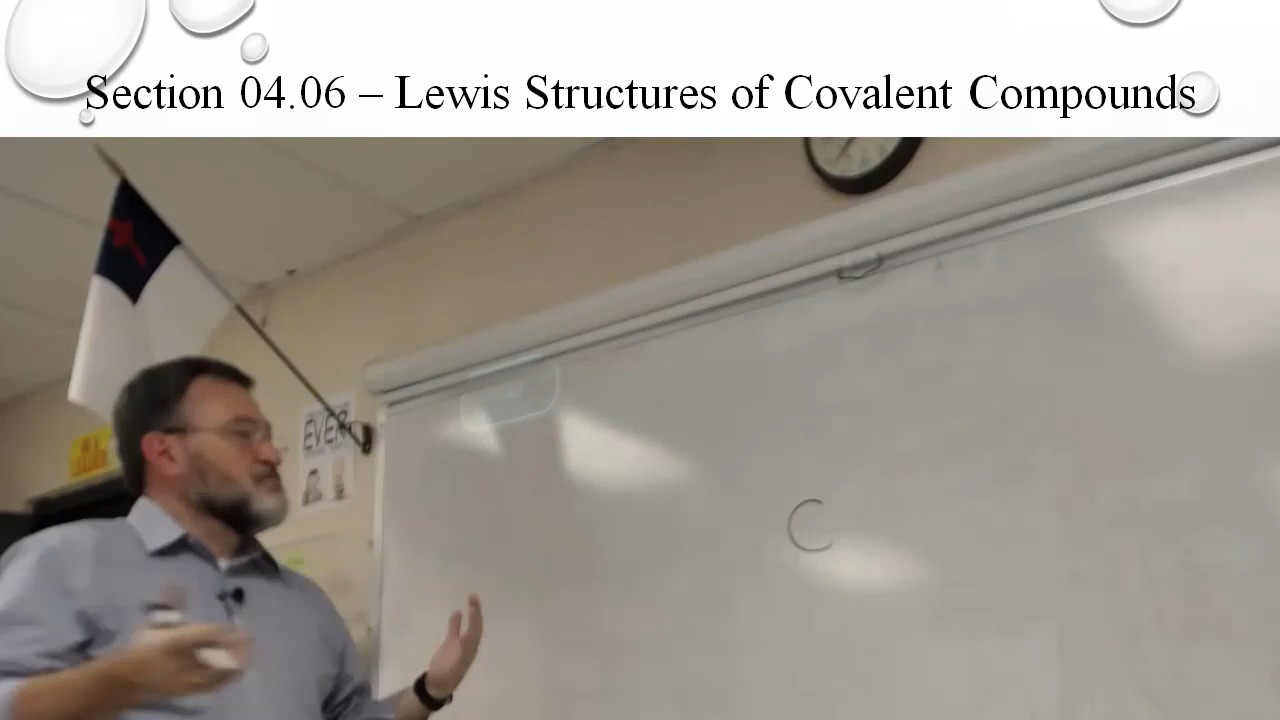 Section 04.06 – Lewis Structures of Covalent Compounds
EVER
C